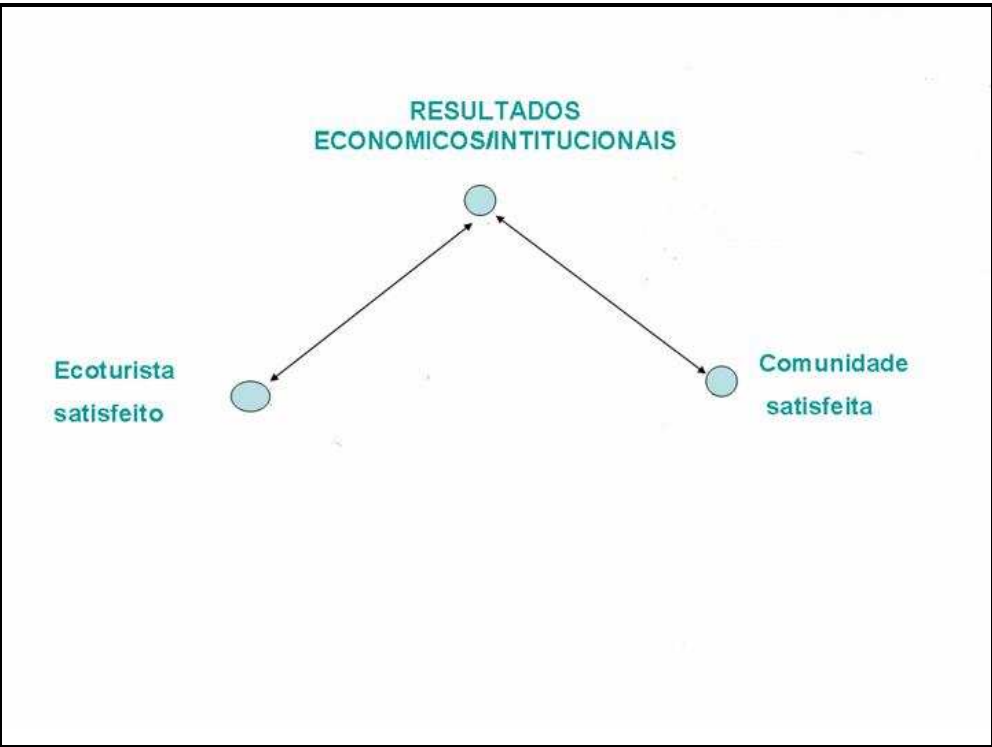 RESULTADOS
ECONOMICOS/INTITUCIONAIS
Ecoturista
satisfeito
Comunidade
satisfeita